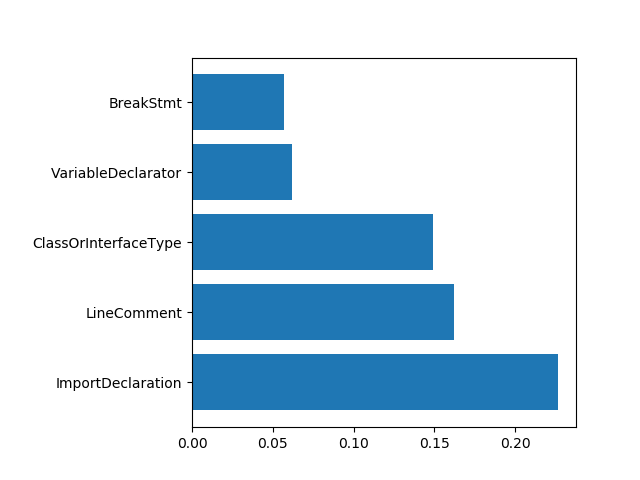 BreakStmt
VariableDeclarator
ClassOrInterfaceType
LineComment
ImportDeclaration
0.00 0.05 0.10 0.15 0.20